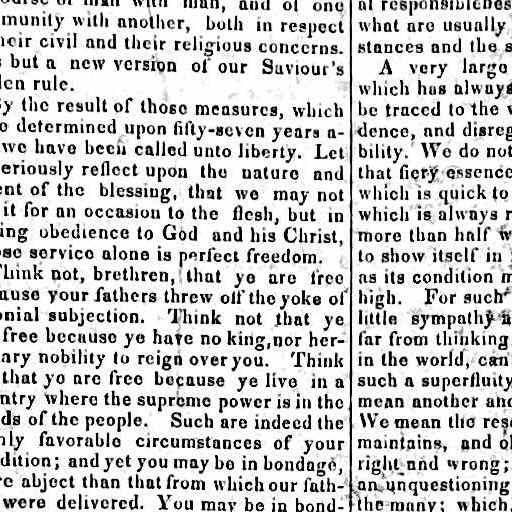 course of man with man, and of one
munity with another, both in respect
heir civil and their religious concerns.
but a new version of our Saviour's
den rule.
By the result of those measures, which
e determined upon fifty-seven years a-
we have been called unto liberty. Let
eriously reflect upon the nature and
ent of the blessing, that we may not
it for an occasion to the flesh, but in
ing obedience to God and his Christ,
ose service alone is perfect freedom.
Think not, brethren, that ye are free
ause your fathers threw off the yoke of
onial subjection. Think not that ye
free because ye have no king, nor her-
ary nobility to reign over you. Think
that ye are free because ye live in a
ntry where the supreme power is in the
ds of the people. Such are indeed the
hly favorable circumstances of your
dition; and yet you may be in bondage,
re abject than that from which our fath-
were delivered. You may be in bond-
al responsiblenes
what are usually
stances and the s
A very large
which has always
be traced to the v
dence, and disreg
bility. We do not
that fiery essence
which is quick to
which is always r
more than half w
to show itself in
as its condition m
high. For such
little sympathy a
far from thinking
in the world, can
such a superfluity
mean another and
We mean the reso
maintains, and ol
right and wrong;
an unquestioning
the many; which,